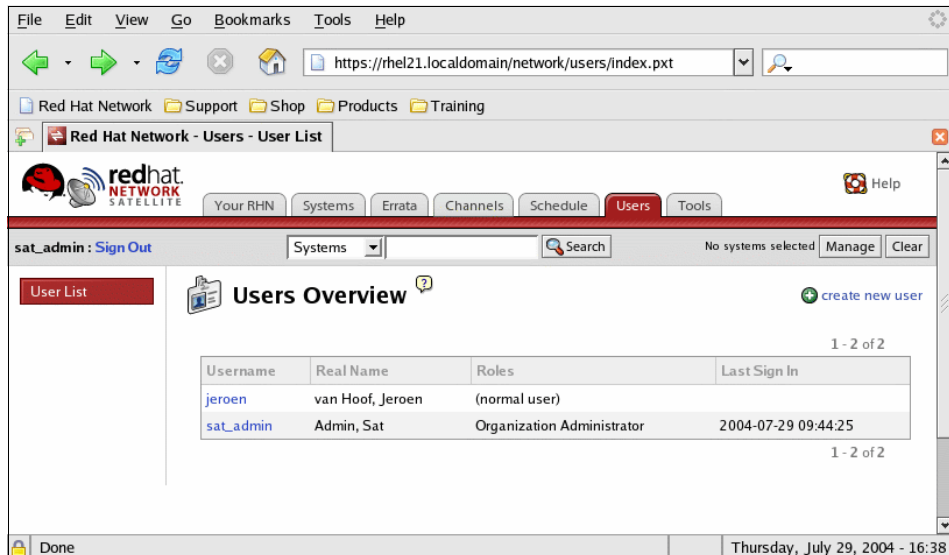 File Edit View Go Bookmarks Tools Help
https://rhel21.localdomain/network/users/index.pxt
Red Hat Network Support Shop Products Training
Red Hat Network - Users - User List
redhat.
NETWORK
SATELLITE
Help
Your RHN Systems Errata Channels Schedule Users Tools
sat_admin : Sign Out Systems Search No systems selected Manage Clear
User List
Users Overview ?
create new user
1 - 2 of 2
Username Real Name Roles Last Sign In
jeroen van Hoof, Jeroen (normal user)
sat_admin Admin, Sat Organization Administrator 2004-07-29 09:44:25
1 - 2 of 2
Done Thursday, July 29, 2004 - 16:38